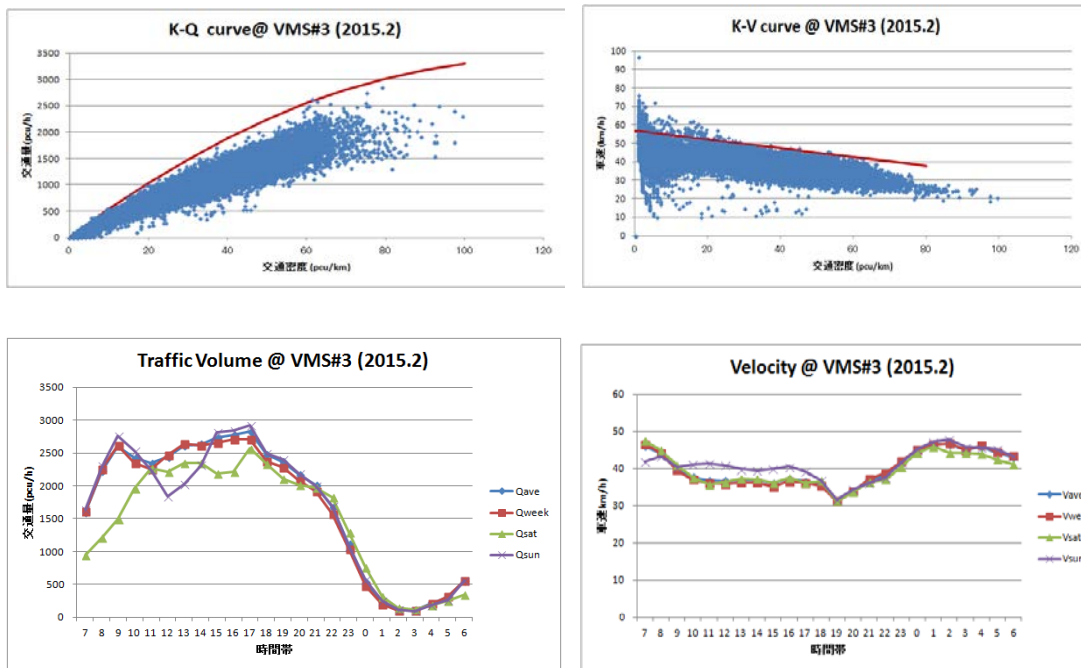 K-Q curve@ VMS#3 (2015.2)
3500
3000
2500
2000
1500
1000
500
0
交通量(pcu/h)
0 20 40 60 80 100 120
交通密度(pcu/km)
K-V curve @ VMS#3 (2015.2)
100
90
80
70
60
50
40
30
20
10
0
車速(km/h)
0 20 40 60 80 100 120
交通密度(pcu/km)
Traffic Volume @ VMS#3 (2015.2)
3500
3000
2500
2000
1500
1000
500
0
交通量(pcu/h)
7 8 9 10 11 12 13 14 15 16 17 18 19 20 21 22 23 0 1 2 3 4 5 6
時間帯
Qave
Qweek
Qsat
Qsun
Velocity @ VMS#3 (2015.2)
60
50
40
30
20
10
0
車速km/h)
7 8 9 10 11 12 13 14 15 16 17 18 19 20 21 22 23 0 1 2 3 4 5 6
時間帯
Vave
Vwe
Vsat
Vsun